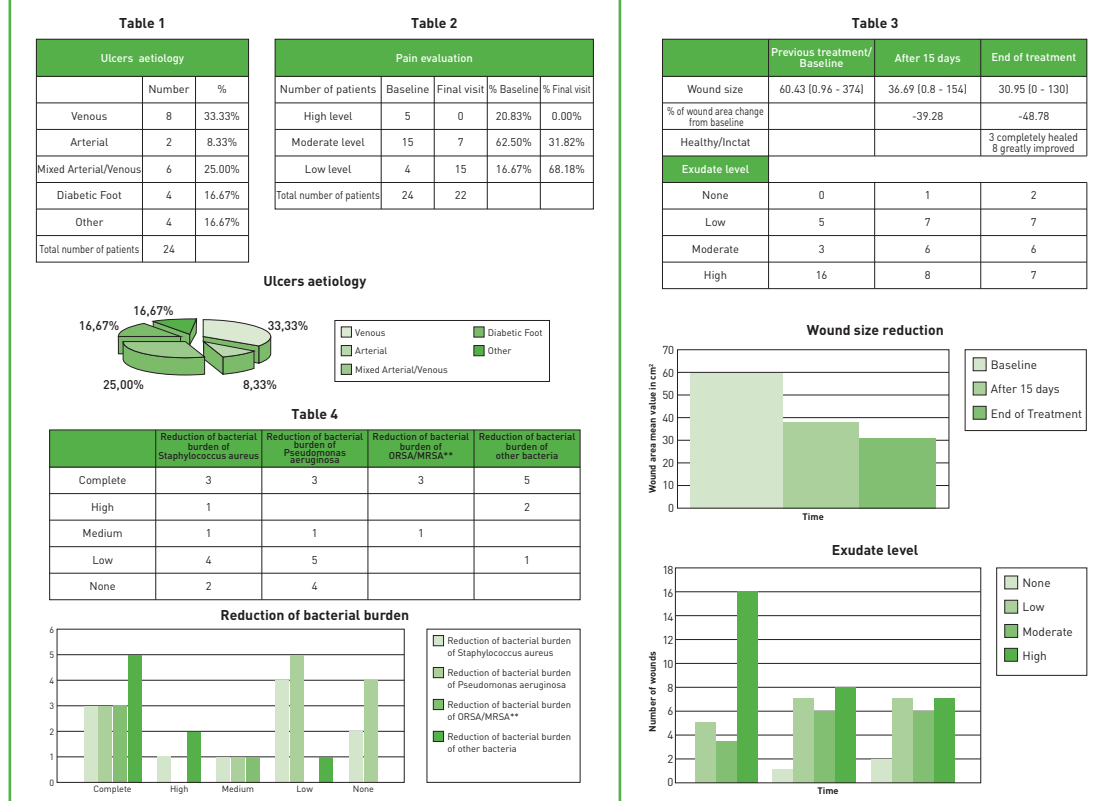 Table 1
Ulcers aetiology
Number %
Venous 8 33.33%
Arterial 2 8.33%
Mixed Arterial/Venous 6 25.00%
Diabetic Foot 4 16.67%
Other 4 16.67%
Total number of patients 24
Table 2
Pain evaluation
Number of patients Baseline Final visit % Baseline % Final visit
High level 5 0 20.83% 0.00%
Moderate level 15 7 62.50% 31.82%
Low level 4 15 16.67% 68.18%
Total number of patients 24 22
Ulcers aetiology
16,67%
16,67%
33,33%
25,00%
8,33%
Venous
Arterial
Mixed Arterial/Venous
Diabetic Foot
Other
Table 4
Reduction of bacterial
burden of
Staphylococcus aureus
Reduction of bacterial
burden of
Pseudomonas
aeruginosa
Reduction of bacterial
burden of
ORSA/MRSA**
Reduction of bacterial
burden of
other bacteria
Complete 3 3 3 5
High 1 2
Medium 1 1 1
Low 4 5 1
None 2 4
Reduction of bacterial burden
6
5
4
3
2
1
0
Complete High Medium Low None
Reduction of bacterial burden
of Staphylococcus aureus
Reduction of bacterial burden
of Pseudomonas aeruginosa
Reduction of bacterial burden
of ORSA/MRSA**
Reduction of bacterial burden
of other bacteria
Table 3
Previous treatment/
Baseline
After 15 days
End of treatment
Wound size 60.43 (0.96 - 374) 36.69 (0.8 - 154) 30.95 (0 - 130)
% of wound area change
from baseline
-39.28 -48.78
Healthy/Inctat
3 completely healed
8 greatly improved
Exudate level
None 0 1 2
Low 5 7 7
Moderate 3 6 6
High 16 8 7
Wound size reduction
Wound area mean value in cm²
70
60
50
40
30
20
10
0
Time
Baseline
After 15 days
End of Treatment
Exudate level
Number of wounds
18
16
14
12
10
8
6
4
2
0
Time
None
Low
Moderate
High